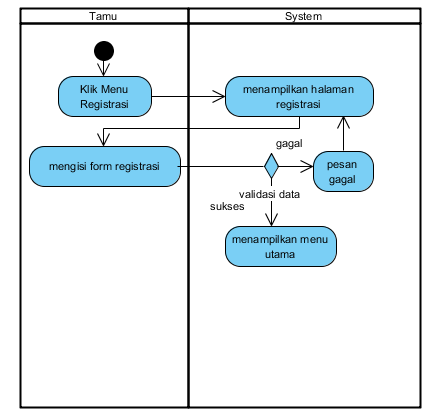 Tamu
System
Klik Menu
Registrasi
menampilkan halaman
registrasi
mengisi form registrasi
gagal
pesan
gagal
validasi data
sukses
menampilkan menu
utama